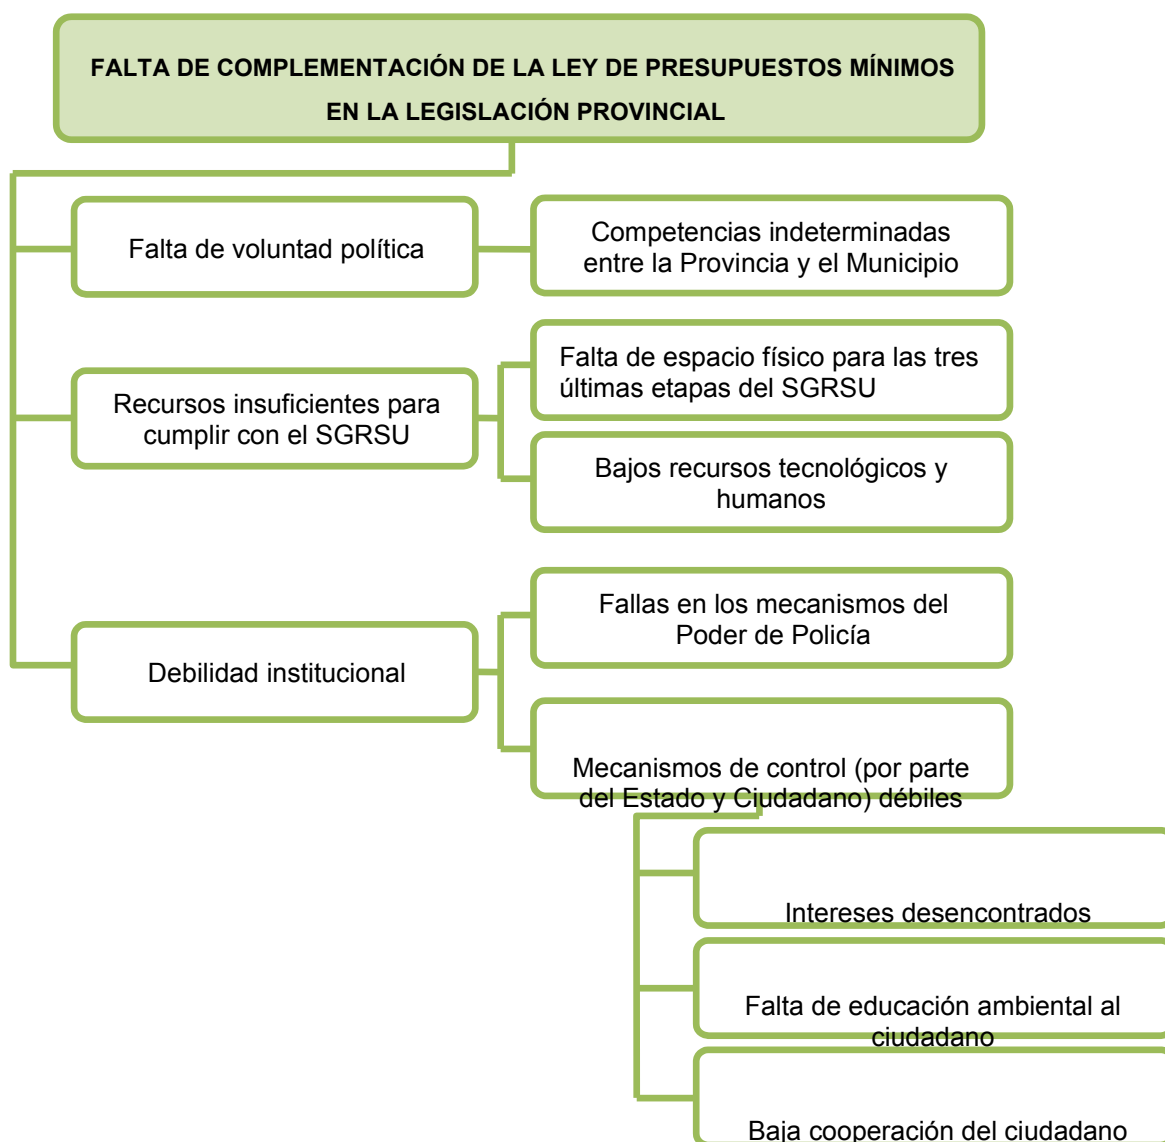 FALTA DE COMPLEMENTACIÓN DE LA LEY DE PRESUPUESTOS MÍNIMOS
EN LA LEGISLACIÓN PROVINCIAL
Falta de voluntad política
Competencias indeterminadas
entre la Provincia y el Municipio
Recursos insuficientes para
cumplir con el SGRSU
Falta de espacio físico para las tres
últimas etapas del SGRSU
Bajos recursos tecnológicos y
humanos
Debilidad institucional
Fallas en los mecanismos del
Poder de Policía
Mecanismos de control (por parte
del Estado y Ciudadano) débiles
Intereses desencontrados
Falta de educación ambiental al
ciudadano
Baja cooperación del ciudadano